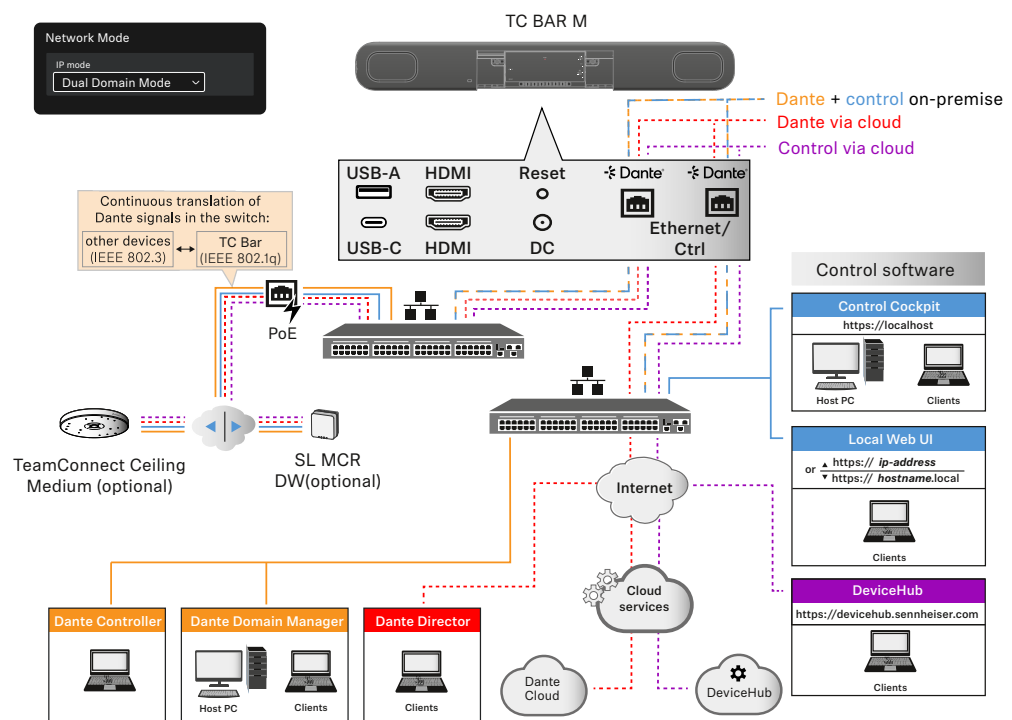 TC BAR M
Network Mode
IP mode
Dual Domain Mode
Dante + control on-premise
Dante via cloud
Control via cloud
USB-A
HDMI
Reset
Dante
Dante
USB-C
HDMI
DC
Ethernet/
Ctrl
Continuous translation of
Dante signals in the switch:
other devices
(IEEE 802.3)
TC Bar
(IEEE 802.1q)
PoE
TeamConnect Ceiling
Medium (optional)
SL MCR
DW(optional)
Control software
Control Cockpit
https://localhost
Host PC
Clients
Local Web UI
or
https:// ip-address
https:// hostname.local
Clients
DeviceHub
https://devicehub.sennheiser.com
Clients
Internet
Cloud
services
Dante
Cloud
DeviceHub
Dante Controller
Dante Domain Manager
Host PC
Clients
Dante Director
Clients